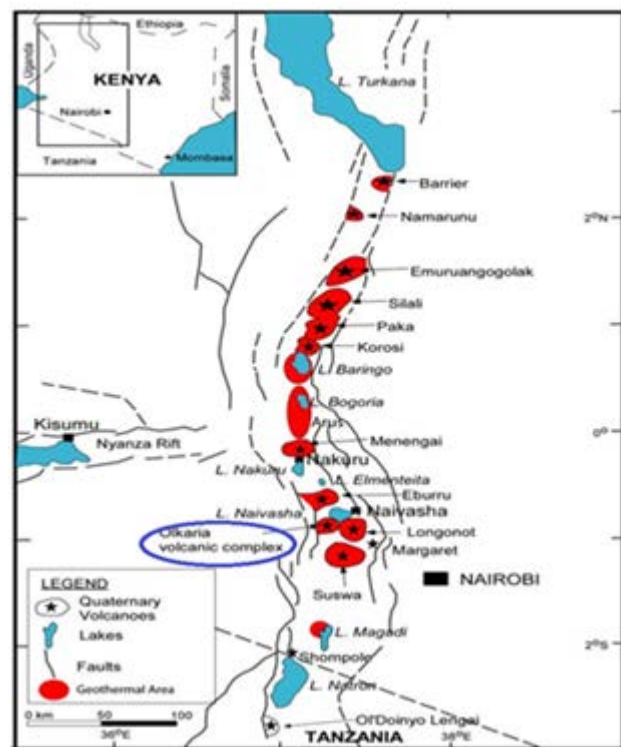 Ethiopia
Uganda
KENYA
Somalia
Nairobi
Tanzania
Mombasa
L. Turkana
Barrier
Namarunu
2°N
Emuruangogolak
Silali
Paka
Korosi
L. Baringo
L. Bogoria
Arus
Kisumu
Nyanza Rift
0°
Menengai
Nakuru
L. Nakuru
L. Elmenteita
Eburru
L. Naivasha
Naivasha
Olkaria
volcanic complex
Longonot
Margaret
NAIROBI
Suswa
LEGEND
Quaternary
Volcanoes
Lakes
Faults
Geothermal Area
0 km 50 100
L. Magadi
2°S
Shompole
L. Natron
Ol'Doinyo Lengai
TANZANIA
36°E
38°E